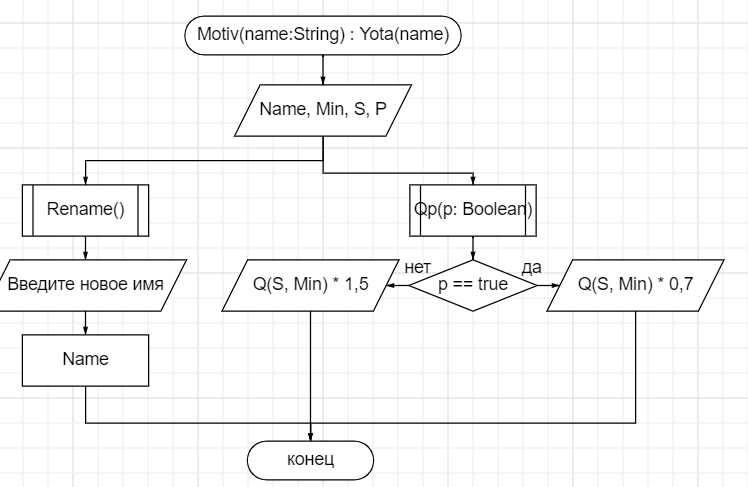 Motiv(name:String) : Yota(name)
Name, Min, S, P
Rename()
Qp(p: Boolean)
Введите новое имя
Q(S, Min) * 1,5
нет
p == true
да
Q(S, Min) * 0,7
Name
конец